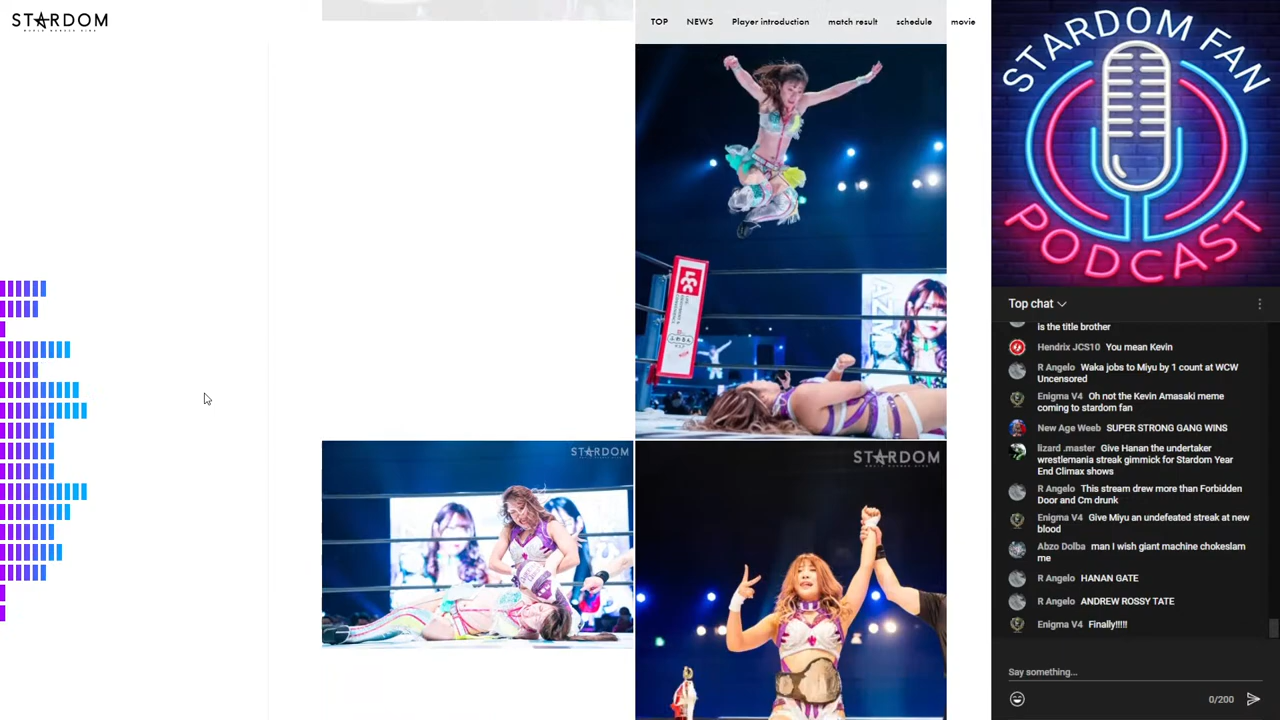 STARDOM
TOP NEWS Player introduction match result schedule movie
STARDOM
STARDOM
STARDOM FAN
PODCAST
Top chat
is the title brother
Hendrix JCS10 You mean Kevin
R Angelo Waka jobs to Miyu by 1 count at WCW
Uncensored
Enigma V4 Oh not the Kevin Amasaki meme
coming to stardom fan
New Age Weeb SUPER STRONG GANG WINS
lizard .master Give Hanan the undertaker
wrestlemania streak gimmick for Stardom Year
End Climax shows
R Angelo This stream drew more than Forbidden
Door and Cm drunk
Enigma V4 Give Miyu an undefeated streak at new
blood
Abzo Dolba man I wish giant machine chokeslam
me
R Angelo HANAN GATE
R Angelo ANDREW ROSSY TATE
Enigma V4 Finally!!!!!
Say something...
0/200